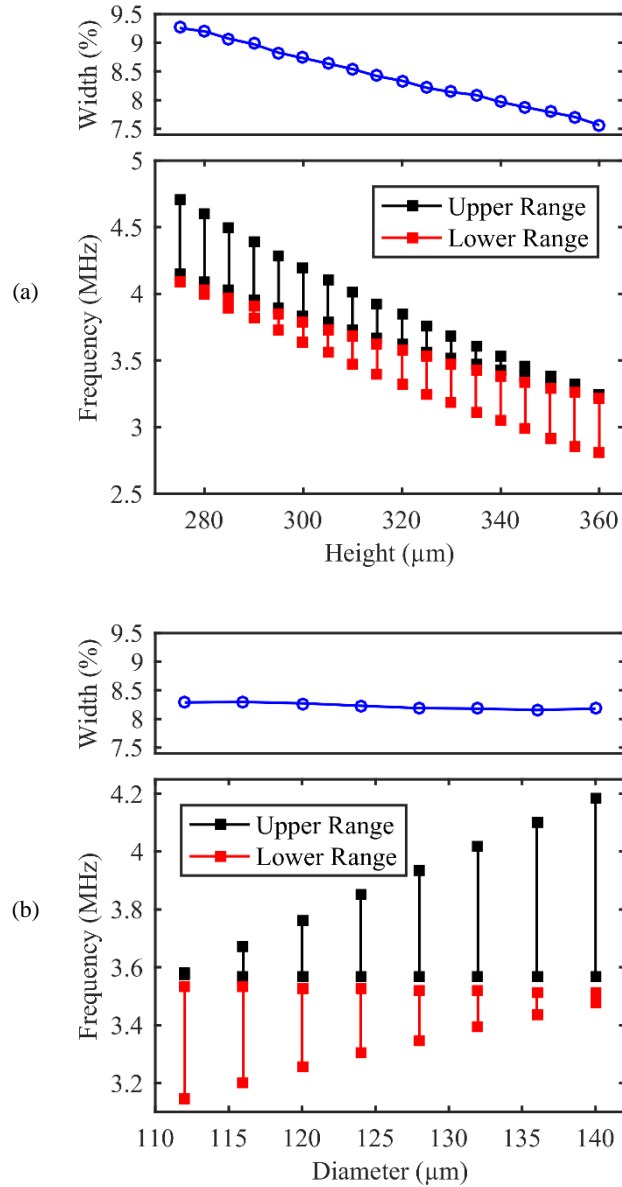 9.5
9
8.5
7.5
Width (%)
5
4.5
4
3.5
3
2.5
Frequency (MHz)
Upper Range
Lower Range
(a)
280 300 320 340 360
Height (µm)
9.5
9
8.5
7.5
Width (%)
4.2
4
3.8
3.6
3.4
3.2
Frequency (MHz)
Upper Range
Lower Range
(b)
110 115 120 125 130 135 140
Diameter (µm)